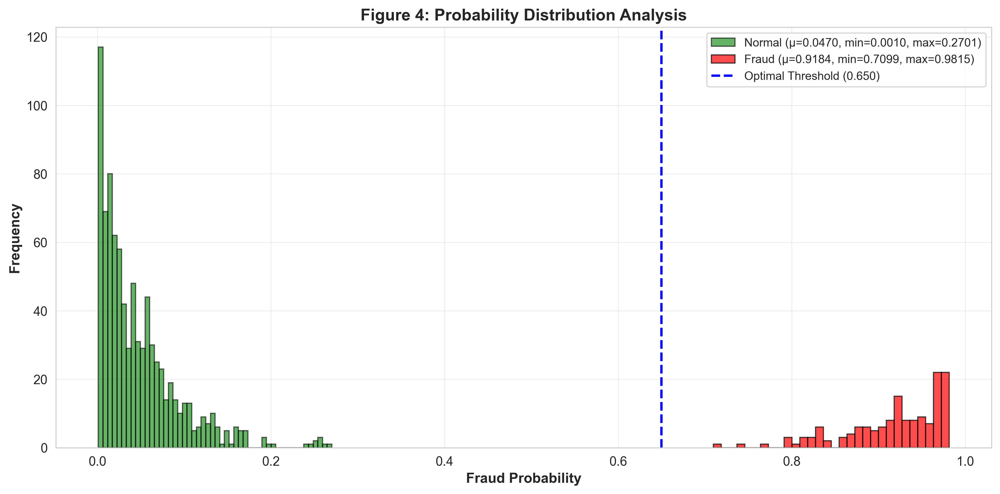 Figure 4: Probability Distribution Analysis
120
100
80
60
40
20
0
Frequency
Normal (μ=0.0470, min=0.0010, max=0.2701)
Fraud (μ=0.9184, min=0.7099, max=0.9815)
Optimal Threshold (0.650)
0.0 0.2 0.4 0.6 0.8 1.0
Fraud Probability